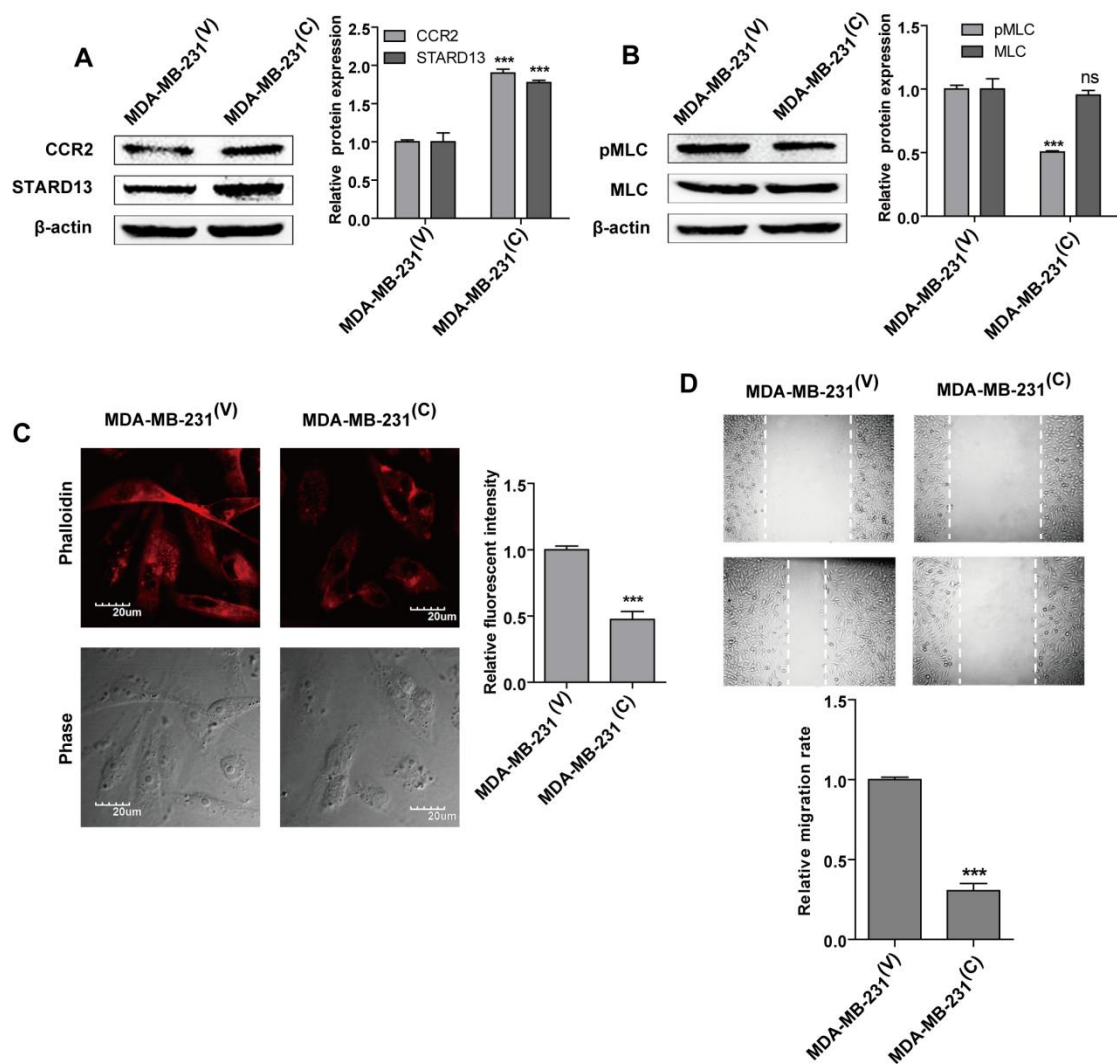 A
MDA-MB-231(V)
MDA-MB-231(C)
CCR2
STARD13
β-actin
Relative protein expression
2.5
2.0
1.5
1.0
0.5
0.0
CCR2
STARD13
***
***
MDA-MB-231(V)
MDA-MB-231(C)
B
MDA-MB-231(V)
MDA-MB-231(C)
pMLC
MLC
β-actin
Relative protein expression
1.5
1.0
0.5
0.0
pMLC
MLC
***
ns
MDA-MB-231(V)
MDA-MB-231(C)
C
MDA-MB-231(V)
MDA-MB-231(C)
Phalloidin
20um
20um
Phase
20um
20um
Relative fluorescent intensity
1.5
1.0
0.5
0.0
***
MDA-MB-231(V)
MDA-MB-231(C)
D
MDA-MB-231(V)
MDA-MB-231(C)
Relative migration rate
1.5
1.0
0.5
0.0
***
MDA-MB-231(V)
MDA-MB-231(C)